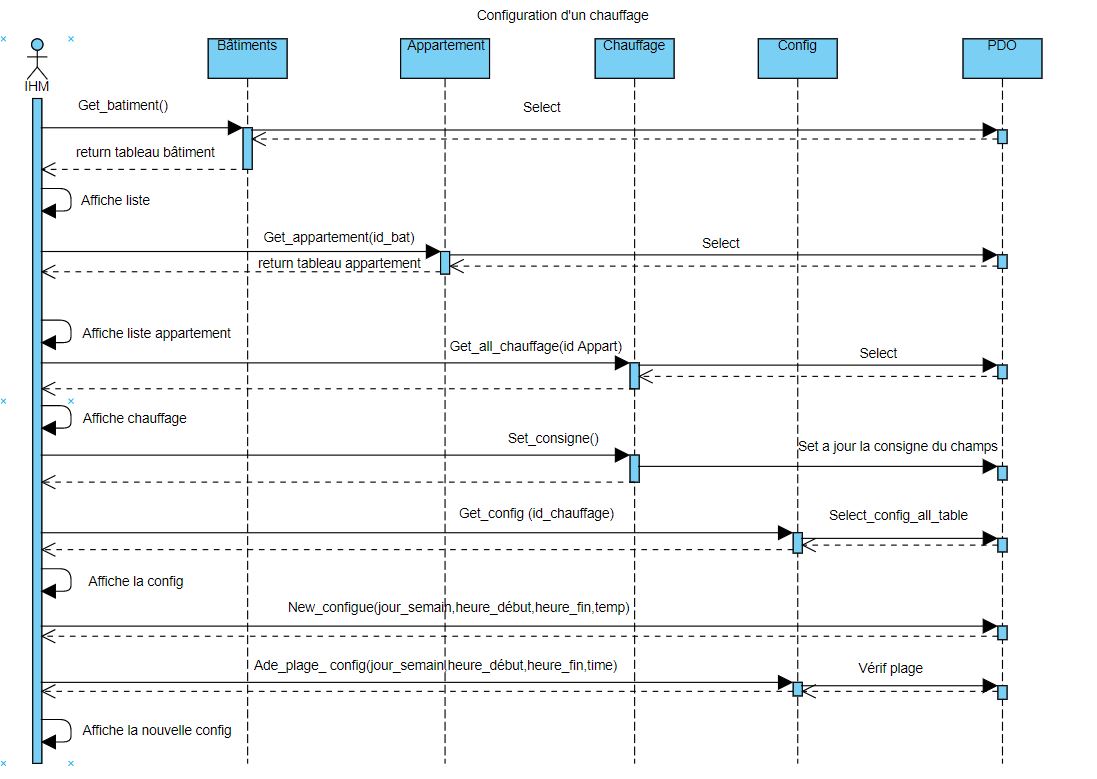 Configuration d'un chauffage
IHM
Bâtiments
Appartement
Chauffage
Config
PDO
Get_batiment()
Select
return tableau bâtiment
Affiche liste
Get_appartement(id_bat)
Select
return tableau appartement
Affiche liste appartement
Get_all_chauffage(id Appart)
Select
Affiche chauffage
Set_consigne()
Set a jour la consigne du champs
Get_config (id_chauffage)
Select_config_all_table
Affiche la config
New_configue(jour_semain,heure_début,heure_fin,temp)
Ade_plage_ config(jour_semain,heure_début,heure_fin,time)
Vérif plage
Affiche la nouvelle config